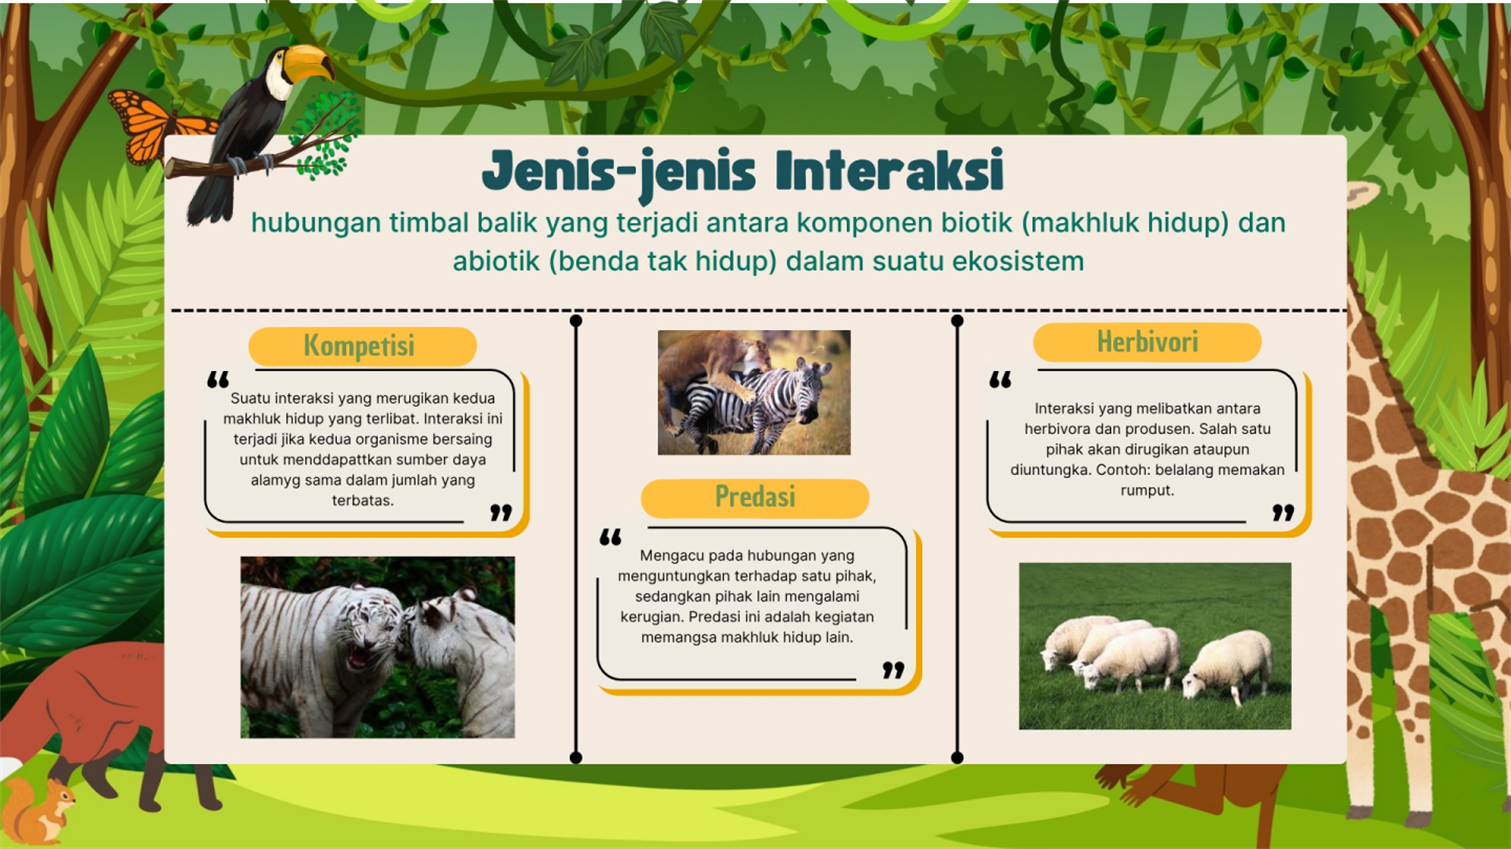 Jenis-jenis Interaksi
hubungan timbal balik yang terjadi antara komponen biotik (makhluk hidup) dan
abiotik (benda tak hidup) dalam suatu ekosistem
Kompetisi
“
Suatu interaksi yang merugikan kedua
makhluk hidup yang terlibat. Interaksi ini
terjadi jika kedua organisme bersaing
untuk menddapattkan sumber daya
alamyg sama dalam jumlah yang
terbatas.
”
Predasi
“
Mengacu pada hubungan yang
menguntungkan terhadap satu pihak,
sedangkan pihak lain mengalami
kerugian. Predasi ini adalah kegiatan
memangsa makhluk hidup lain.
”
Herbivori
“
Interaksi yang melibatkan antara
herbivora dan produsen. Salah satu
pihak akan dirugikan ataupun
diuntungka. Contoh: belalang memakan
rumput.
”